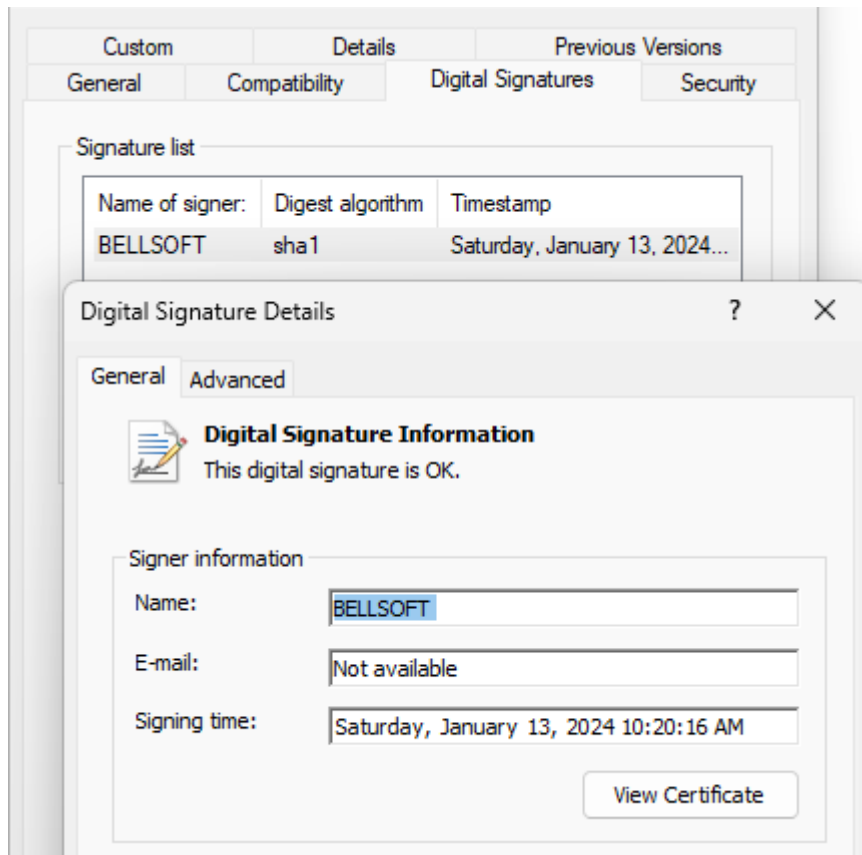 Custom Details Previous Versions
General Compatibility Digital Signatures Security
Signature list
Name of signer: Digest algorithm Timestamp
BELLSOFT sha1 Saturday, January 13, 2024...
Digital Signature Details ?
General Advanced
Digital Signature Information
This digital signature is OK.
Signer information
Name: BELLSOFT
E-mail: Not available
Signing time: Saturday, January 13, 2024 10:20:16 AM
View Certificate